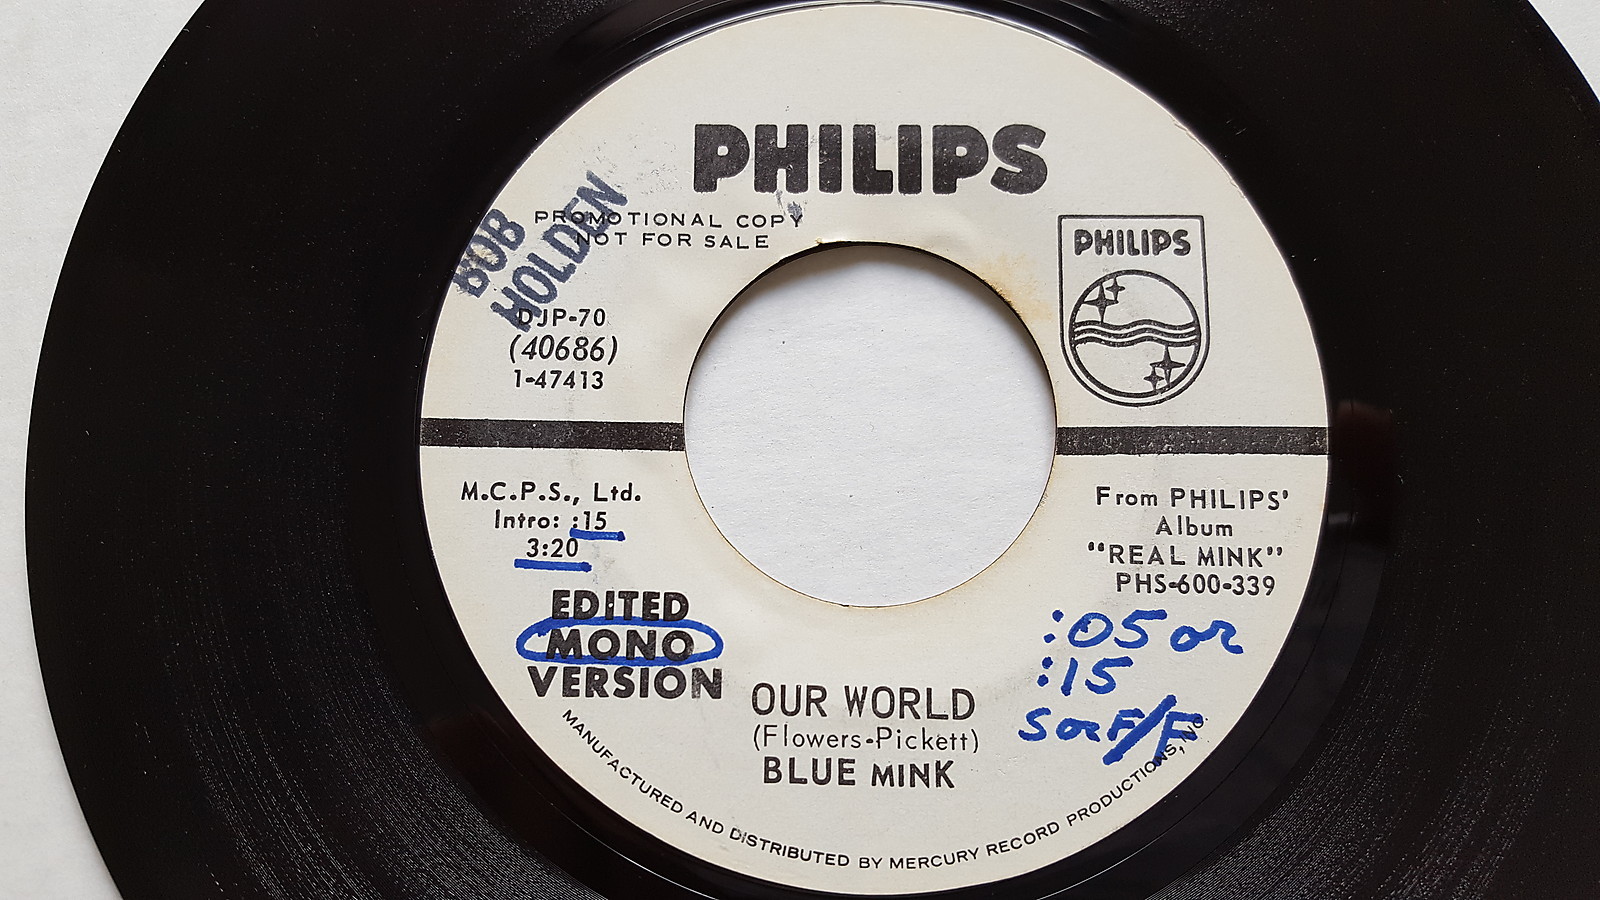 PHILIPS
PROMOTIONAL COPY
NOT FOR SALE
BOB
HOLDEN
PHILIPS
DJP-70
(40686)
1-47413
M.C.P.S., Ltd.
Intro: :15
3:20
EDITED
MONO
VERSION
From PHILIPS'
Album
"REAL MINK"
PHS-600-339
:05 or
:15
S or F/F
OUR WORLD
(Flowers-Pickett)
BLUE MINK
MANUFACTURED AND DISTRIBUTED BY MERCURY RECORD PRODUCTIONS, INC.